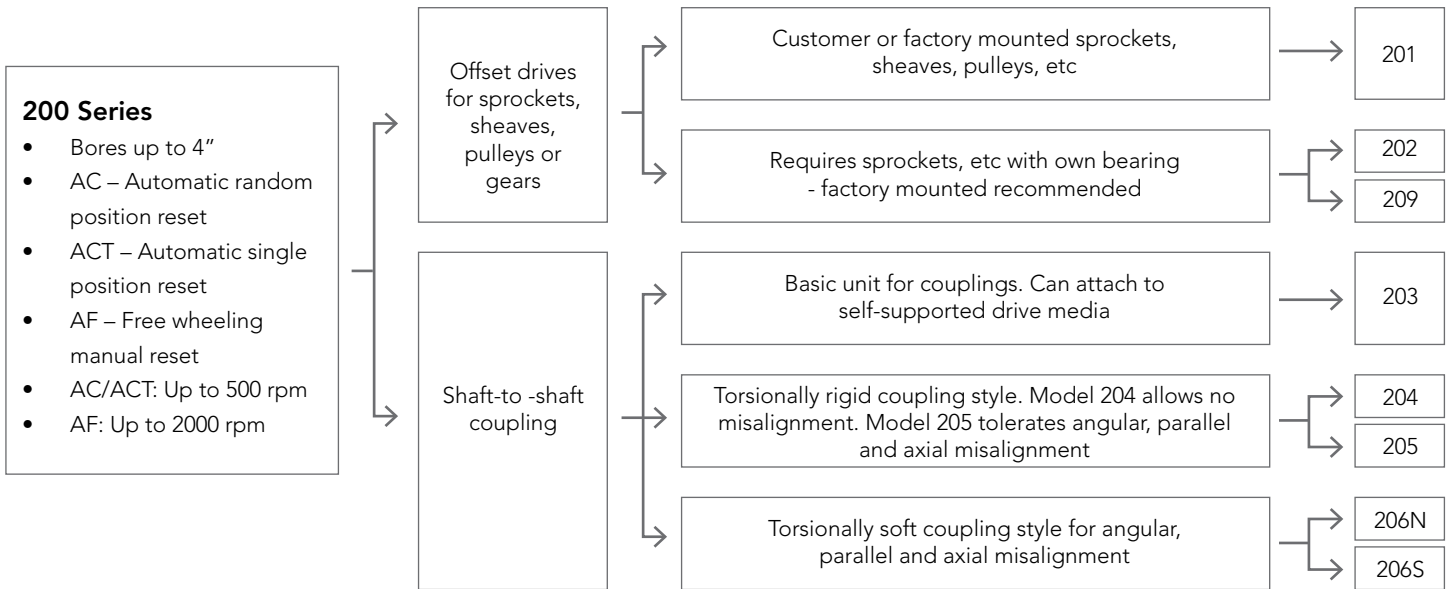 200 Series
• Bores up to 4”
• AC – Automatic random
position reset
• ACT – Automatic single
position reset
• AF – Free wheeling
manual reset
• AC/ACT: Up to 500 rpm
• AF: Up to 2000 rpm
Offset drives
for sprockets,
sheaves,
pulleys or
gears
Customer or factory mounted sprockets,
sheaves, pulleys, etc
201
Requires sprockets, etc with own bearing
- factory mounted recommended
202
209
Shaft-to -shaft
coupling
Basic unit for couplings. Can attach to
self-supported drive media
203
Torsionally rigid coupling style. Model 204 allows no
misalignment. Model 205 tolerates angular, parallel
and axial misalignment
204
205
Torsionally soft coupling style for angular,
parallel and axial misalignment
206N
206S